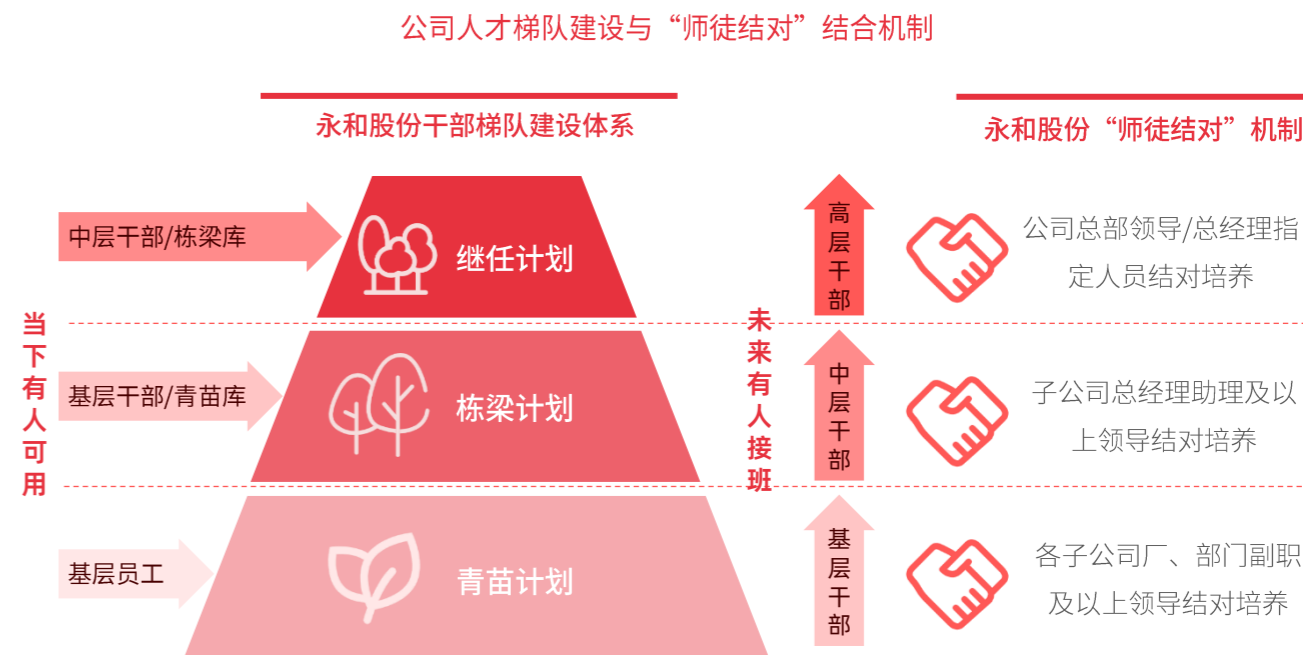 公司人才梯队建设与“师徒结对”结合机制
永和股份干部梯队建设体系
永和股份“师徒结对”机制
当下有人可用
中层干部/栋梁库
继任计划
高层干部
公司总部领导/总经理指
定人员结对培养
未来有人接班
基层干部/青苗库
栋梁计划
中层干部
子公司总经理助理及以
上领导结对培养
基层员工
青苗计划
基层干部
各子公司厂、部门副职
及以上领导结对培养